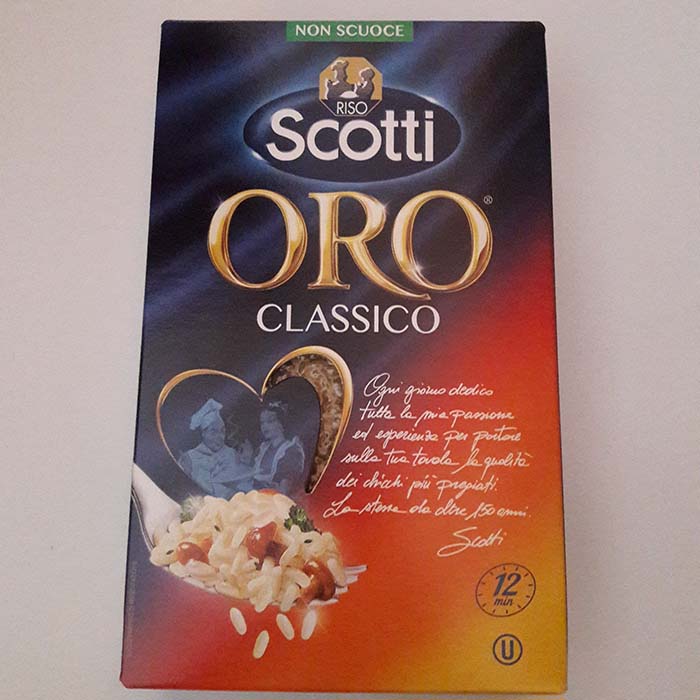 NON SCUOCE
RISO
Scotti
ORO®
CLASSICO
Ogni giorno dedico
tutta la mia passione
ed esperienza per portare
sulla tua tavola la qualità
dei chicchi più pregiati.
La stessa da oltre 150 anni.
Scotti
12
min
U